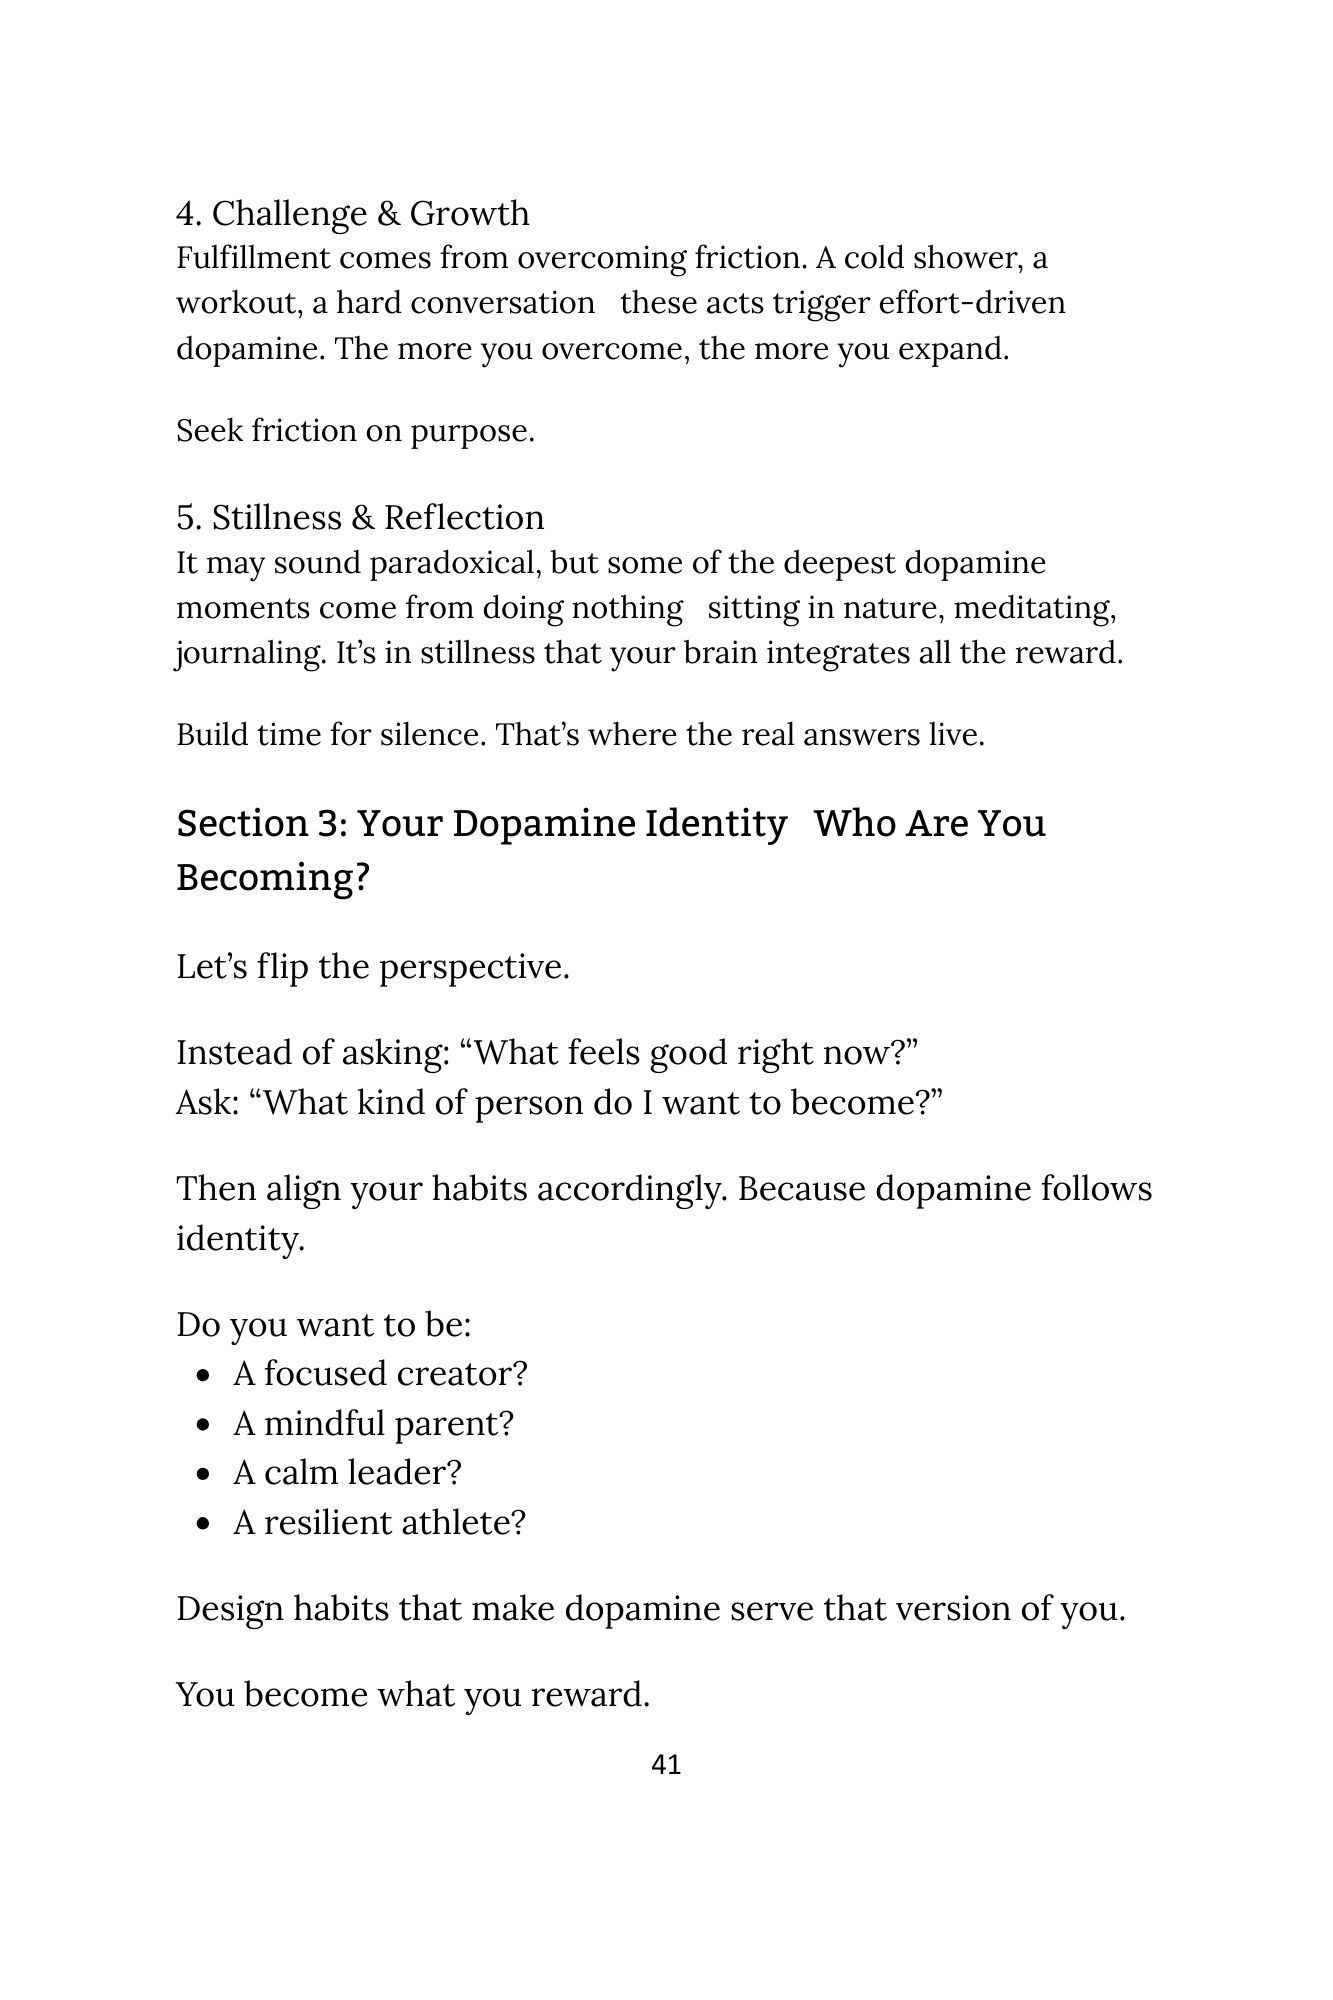 4. Challenge & Growth
Fulfillment comes from overcoming friction. A cold shower, a
workout, a hard conversation   these acts trigger effort-driven
dopamine. The more you overcome, the more you expand.
Seek friction on purpose.
5. Stillness & Reflection
It may sound paradoxical, but some of the deepest dopamine
moments come from doing nothing   sitting in nature, meditating,
journaling. It’s in stillness that your brain integrates all the reward.
Build time for silence. That’s where the real answers live.
Section 3: Your Dopamine Identity   Who Are You
Becoming?
Let’s flip the perspective.
Instead of asking: “What feels good right now?”
Ask: “What kind of person do I want to become?”
Then align your habits accordingly. Because dopamine follows
identity.
Do you want to be:
• A focused creator?
• A mindful parent?
• A calm leader?
• A resilient athlete?
Design habits that make dopamine serve that version of you.
You become what you reward.
41